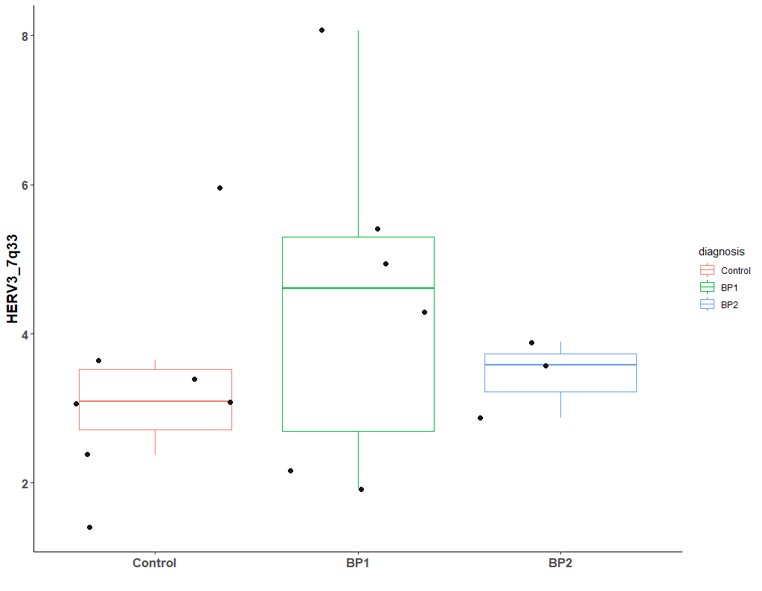 HERV3_7q33
8
6
4
2
Control
BP1
BP2
diagnosis
Control
BP1
BP2